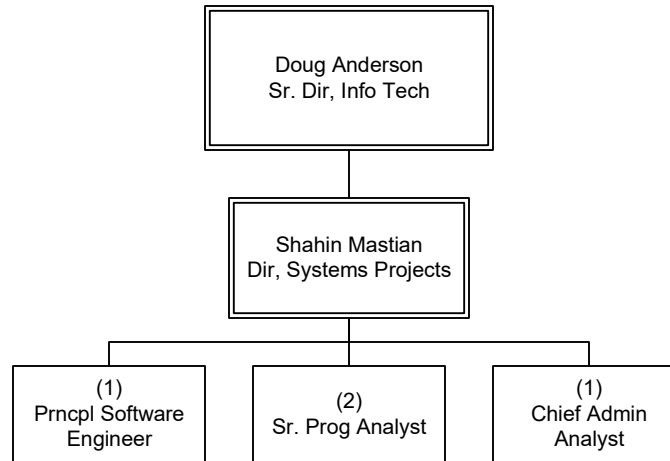 Doug Anderson
Sr. Dir, Info Tech
Shahin Mastian
Dir, Systems Projects
(1)
Prncpl Software
Engineer
(2)
Sr. Prog Analyst
(1)
Chief Admin
Analyst